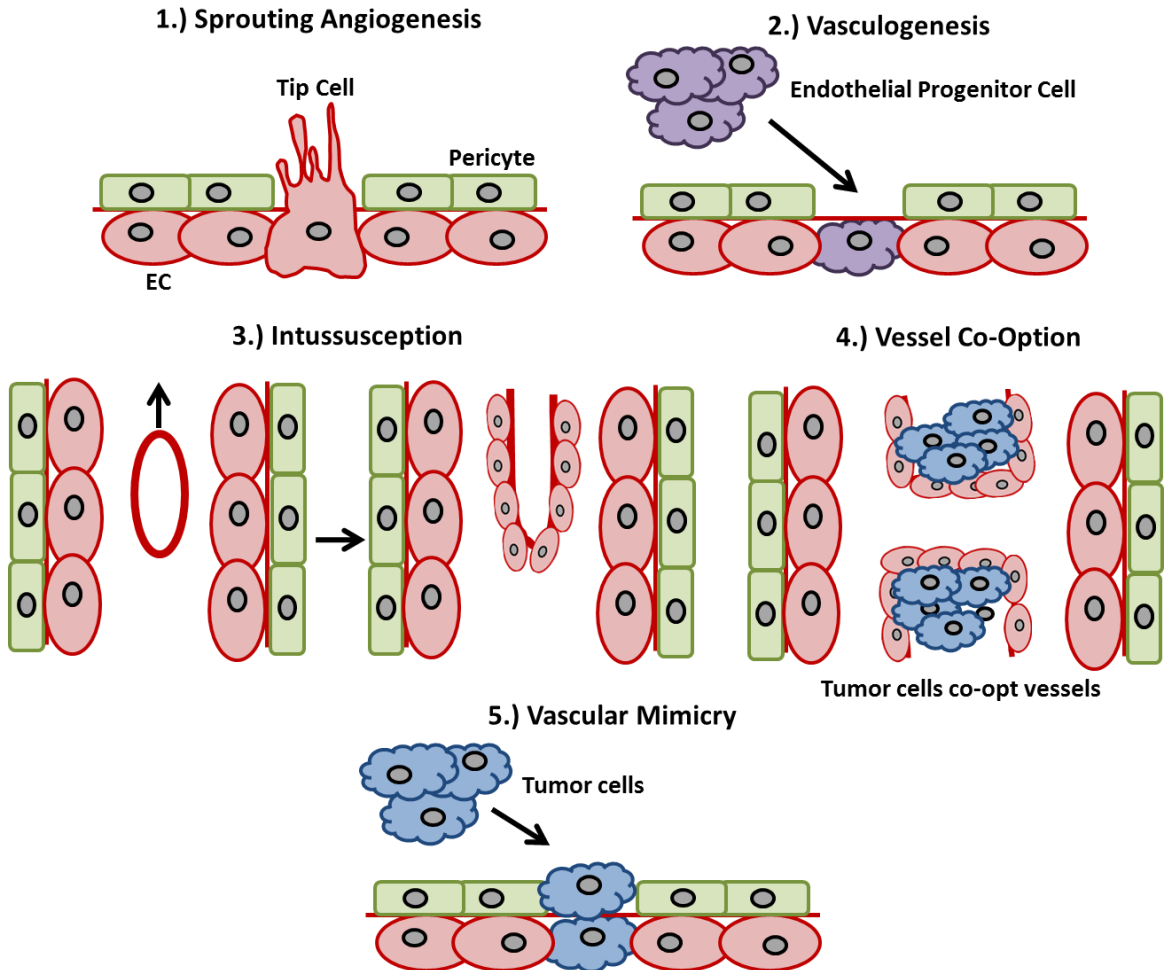 1.) Sprouting Angiogenesis
Tip Cell
Pericyte
EC
2.) Vasculogenesis
Endothelial Progenitor Cell
3.) Intussusception
4.) Vessel Co-Option
Tumor cells co-opt vessels
5.) Vascular Mimicry
Tumor cells